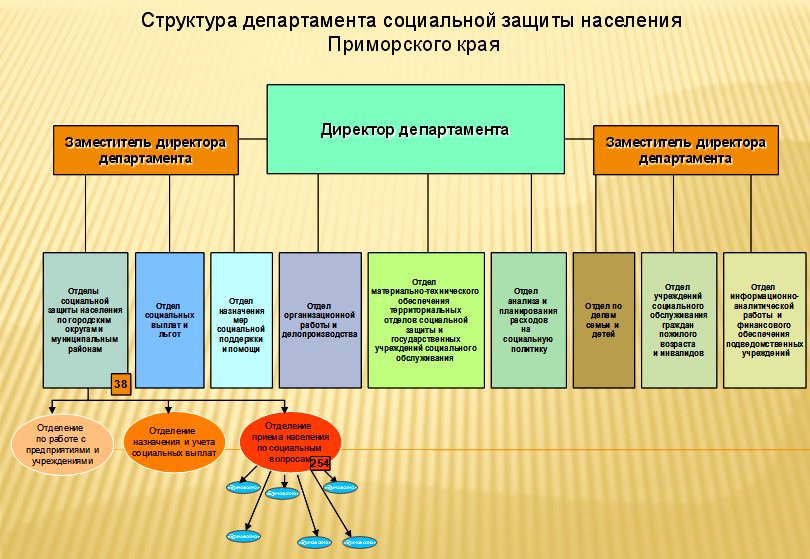 Структура департамента социальной защиты населения
Приморского края
Директор департамента
Заместитель директора
департамента
Заместитель директора
департамента
Отделы
социальной
защиты населения
по городским
округам и
муниципальным
районам
38
Отдел
социальных
выплат и
льгот
Отдел
назначения
мер
социальной
поддержки
и помощи
Отдел
организационной
работы и
делопроизводства
Отдел
материально-технического
обеспечения
территориальных
отделов социальной
защиты и
государственных
учреждений социального
обслуживания
Отдел
анализа и
планирования
расходов
на
социальную
политику
Отдел по
делам
семьи и
детей
Отдел
учреждений
социального
обслуживания
граждан
пожилого
возраста
и инвалидов
Отдел
информационно-
аналитической
работы и
финансового
обеспечения
подведомственных
учреждений
Отделение
по работе с
предприятиями и
учреждениями
Отделение
назначения и учета
социальных выплат
Отделение
приема населения
по социальным
вопросам
254